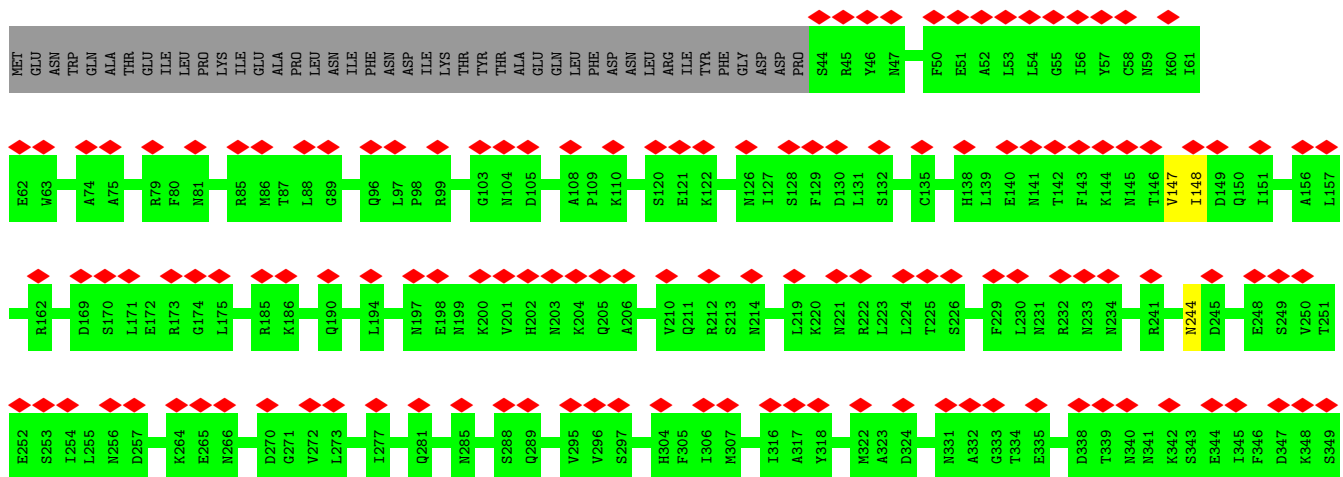 MET GLU ASN TRP GLN ALA THR GLU ILE LEU PRO LYS ILE GLU ALA PRO LEU ASN ILE PHE ASN ASP ILE LYS THR TYR THR ALA GLU GLN LEU PHE ASP ASN LEU ARG ILE TYR PHE GLY ASP ASP PRO S44 R45 Y46 N47 F50 E51 A52 L53 L54 G55 I56 Y57 C58 N59 K60 I61
E62 W63 A74 A75 R79 F80 N81 R85 M86 T87 L88 G89 Q96 L97 P98 R99 G103 N104 D105 A108 P109 K110 S120 E121 K122 N126 I127 S128 F129 D130 L131 S132 C135 H138 L139 E140 N141 T142 F143 K144 N145 T146 V147 I148 D149 Q150 I151 A156 L157
R162 D169 S170 L171 E172 R173 G174 L175 R185 K186 Q190 L194 N197 E198 N199 K200 V201 H202 N203 K204 Q205 A206 V210 Q211 R212 S213 N214 L219 K220 N221 R222 L223 L224 T225 S226 F229 L230 N231 R232 N233 N234 R241 N244 D245 E248 S249 V250 T251
E252 S253 I254 L255 N256 D257 K264 E265 N266 D270 G271 V272 L273 I277 Q281 N285 S288 Q289 V295 V296 S297 H304 F305 I306 M307 I316 A317 Y318 M322 A323 D324 N331 A332 G333 T334 E335 D338 T339 N340 N341 K342 S343 E344 I345 F346 D347 K348 S349